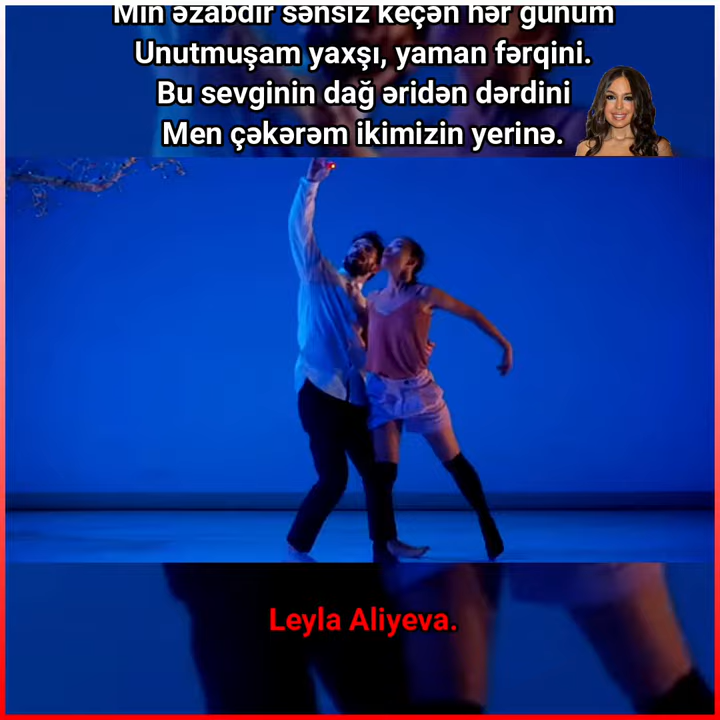 Min əzabdır sənsiz keçən hər günüm
Unutmuşam yaxşı, yaman fərqini.
Bu sevginin dağ əridən dərdini
Men çəkərəm ikimizin yerinə.
Leyla Aliyeva.